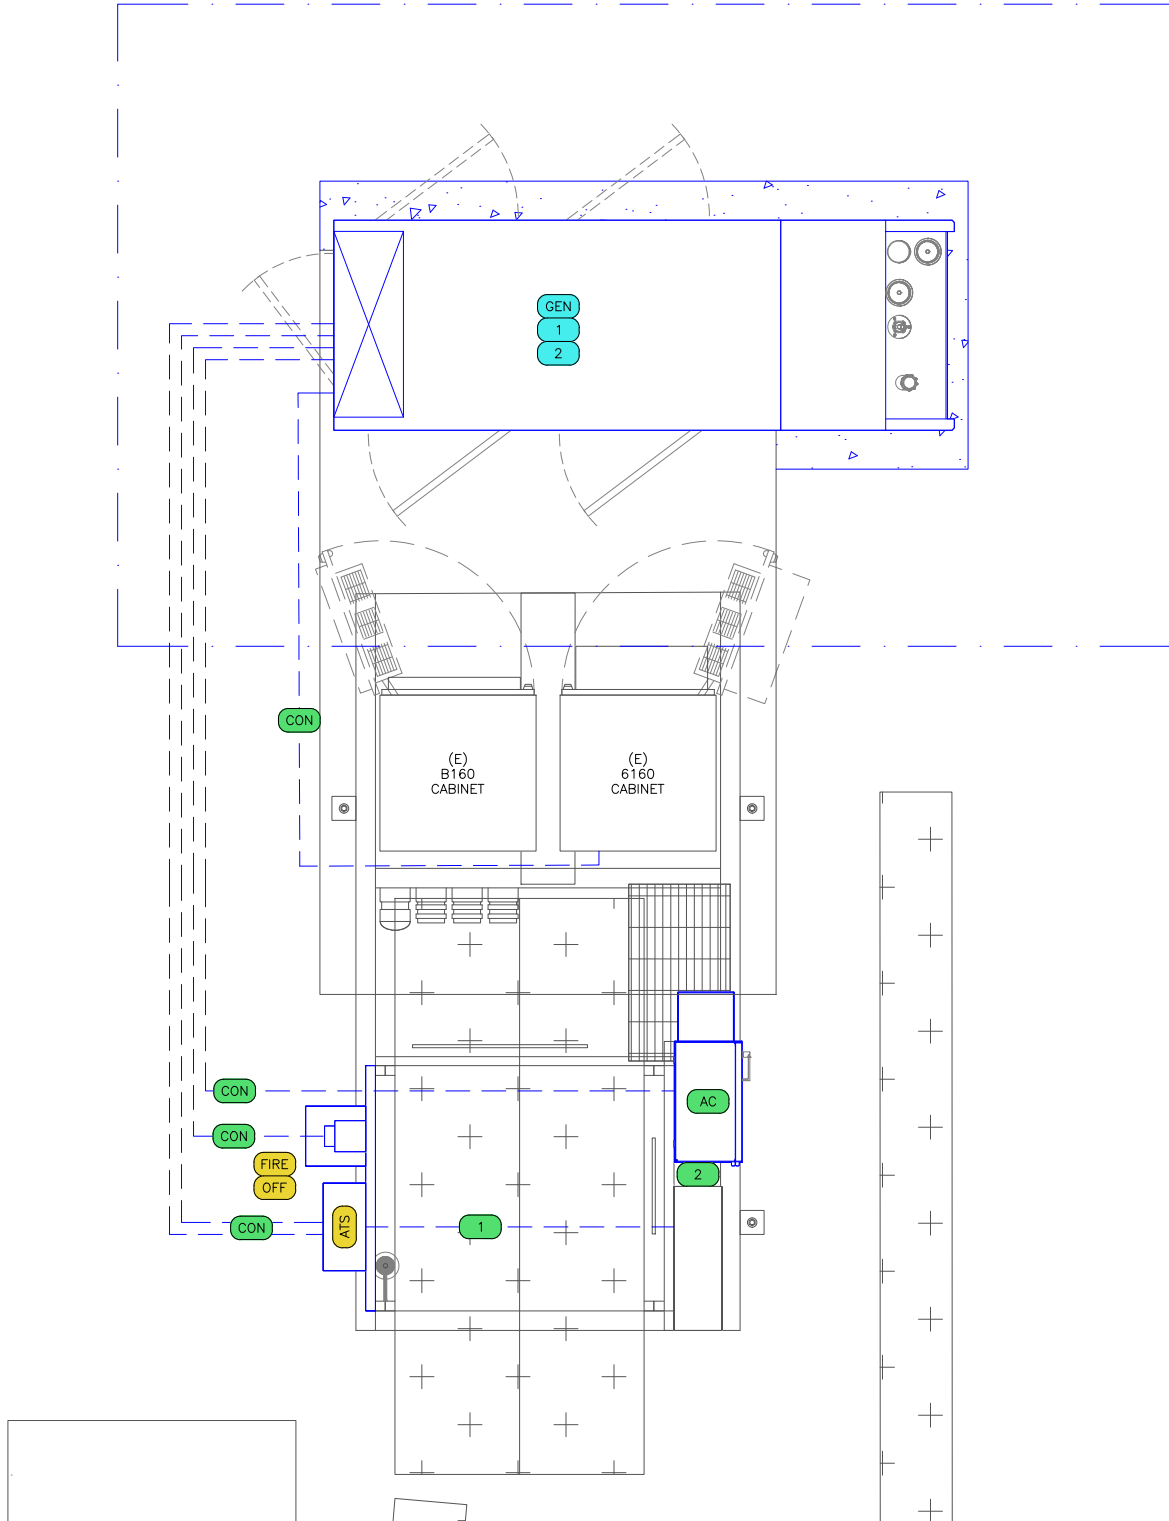 GEN
1
2
CON
(E)
B160
CABINET
(E)
6160
CABINET
CON
AC
CON
FIRE
OFF
2
CON
ATS
1